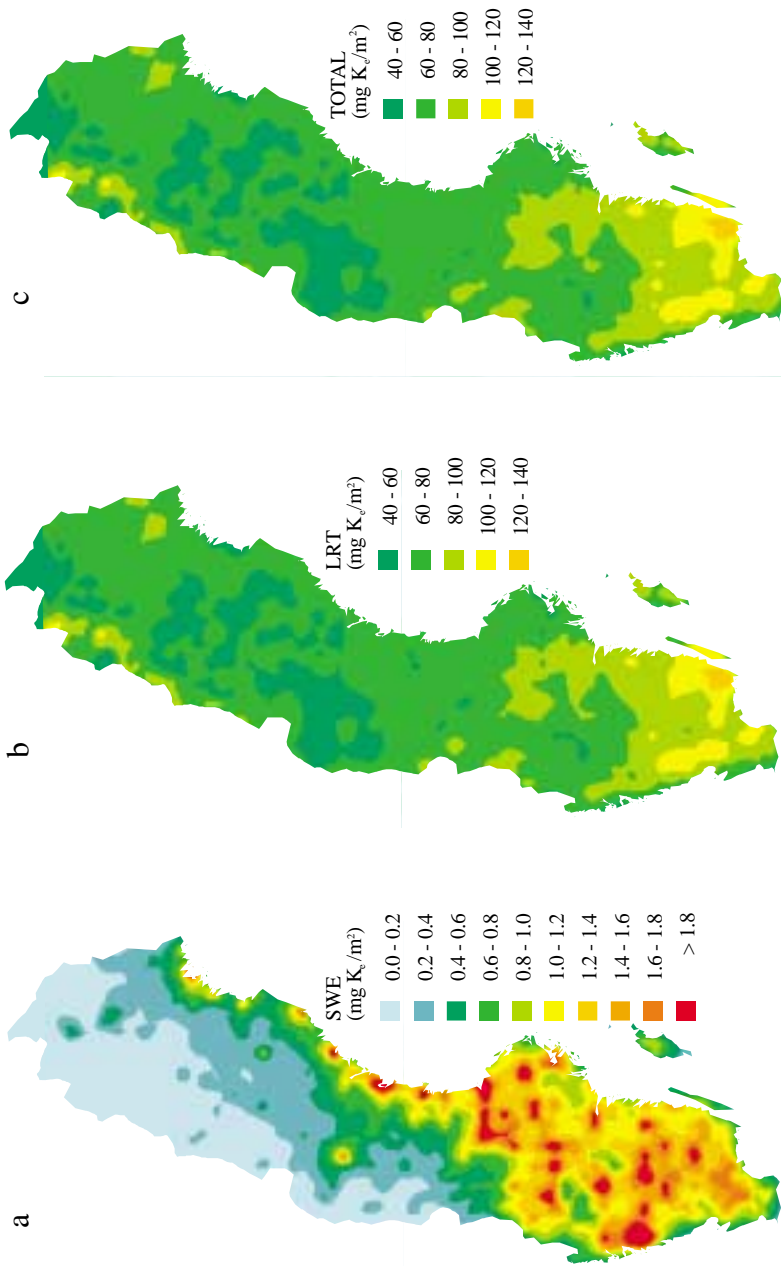 a
SWE
(mg Kₑ/m²)
0.0 - 0.2
0.2 - 0.4
0.4 - 0.6
0.6 - 0.8
0.8 - 1.0
1.0 - 1.2
1.2 - 1.4
1.4 - 1.6
1.6 - 1.8
> 1.8
b
LRT
(mg Kₑ/m²)
40 - 60
60 - 80
80 - 100
100 - 120
120 - 140
c
TOTAL
(mg Kₑ/m²)
40 - 60
60 - 80
80 - 100
100 - 120
120 - 140